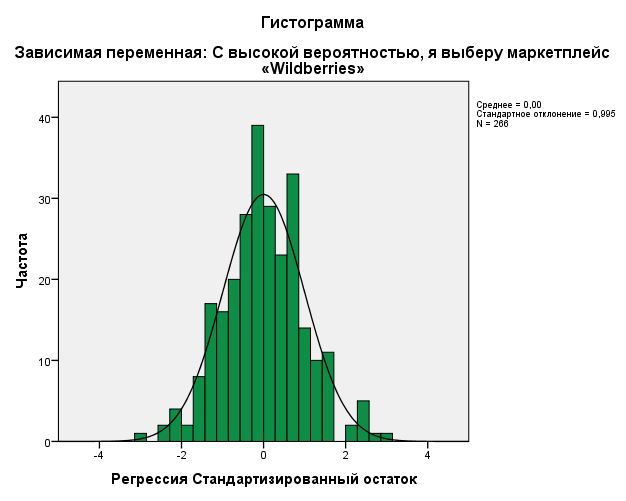 Гистограмма
Зависимая переменная: С высокой вероятностью, я выберу маркетплейс
«Wildberries»
Среднее = 0,00
Стандартное отклонение = 0,995
N = 266
Частота
40
30
20
10
0
-4 -2 0 2 4
Регрессия Стандартизированный остаток